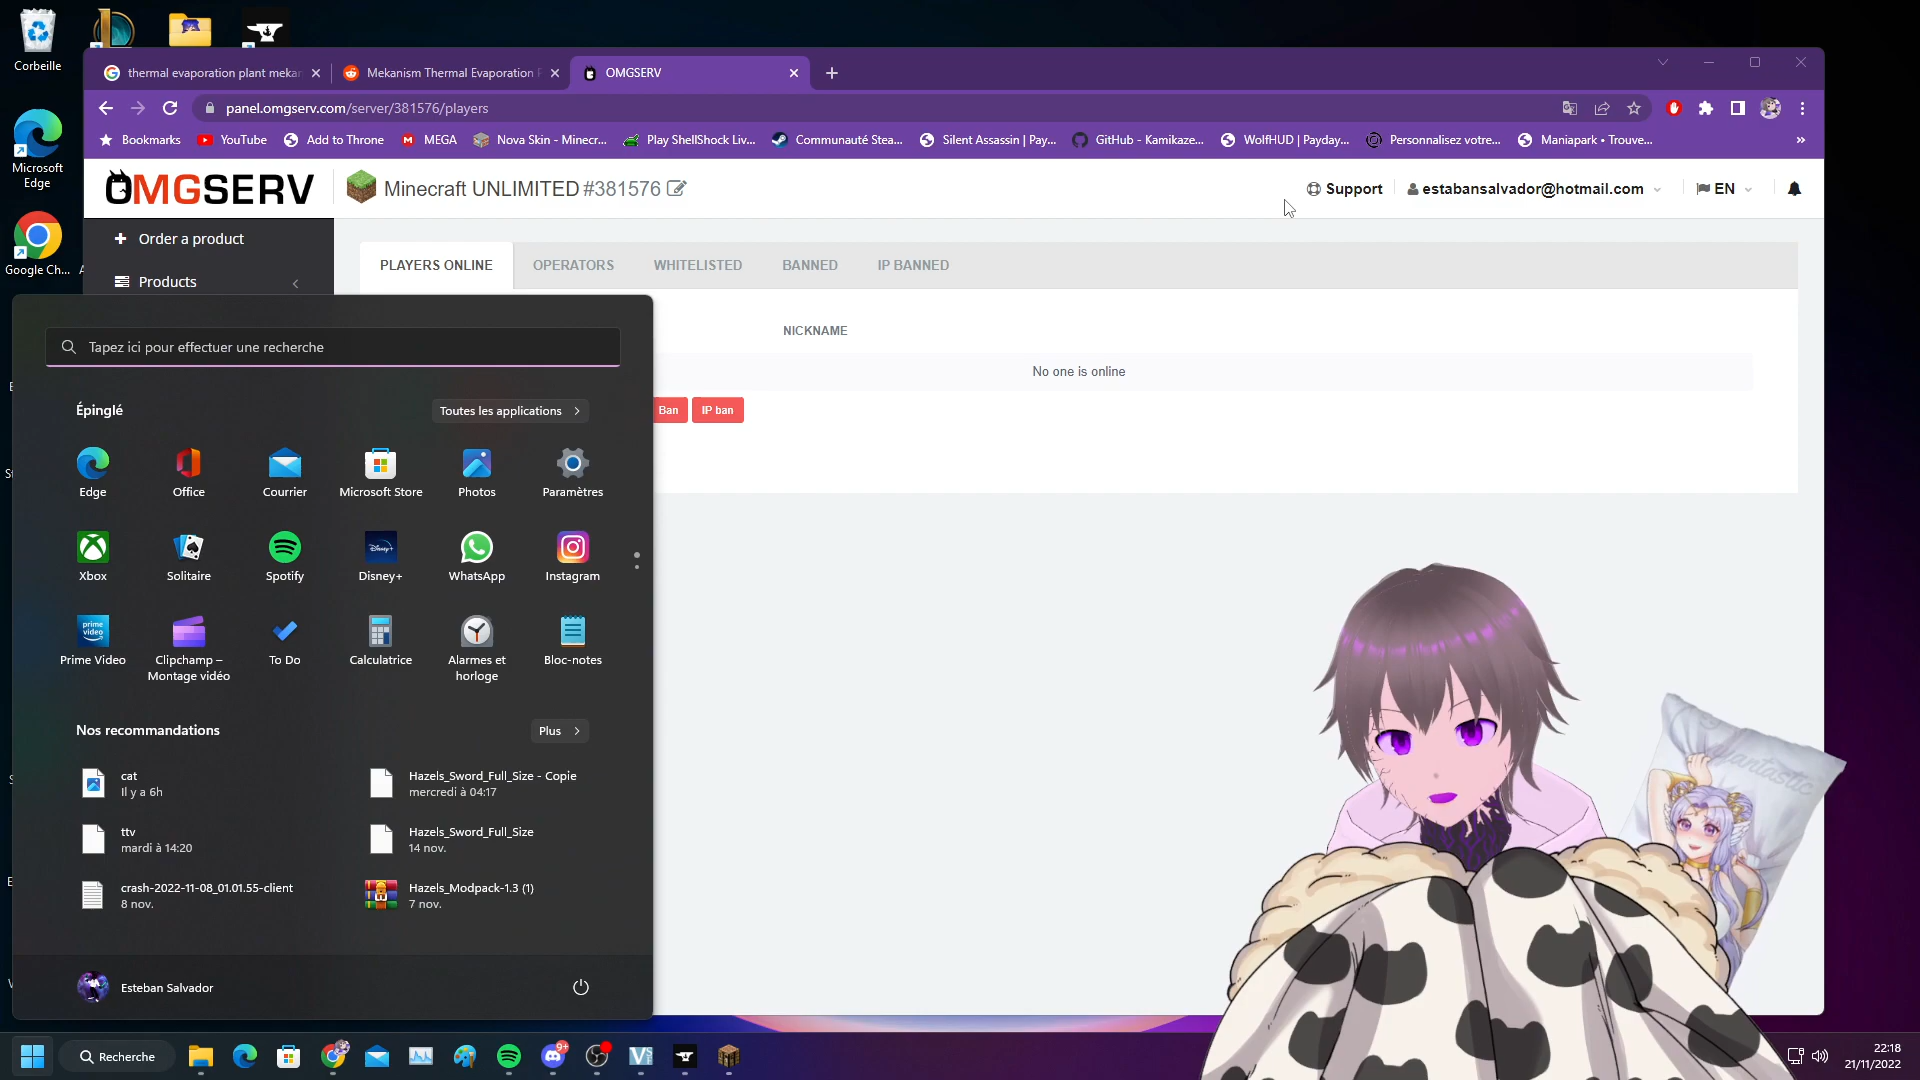 Corbeille
thermal evaporation plant mekan
Mekanism Thermal Evaporation P
OMGSERV
panel.omgserv.com/server/381576/players
Bookmarks
YouTube
Add to Throne
MEGA
Nova Skin - Minecr...
Play ShellShock Liv...
Communauté Stea...
Silent Assassin | Pay...
GitHub - Kamikaze...
WolfHUD | Payday...
Personnalisez votre...
Maniapark • Trouve...
»
Microsoft
Edge
Google Ch...
OMGSERV
Minecraft UNLIMITED #381576
Support
estabansalvador@hotmail.com
EN
Order a product
Products
PLAYERS ONLINE
OPERATORS
WHITELISTED
BANNED
IP BANNED
NICKNAME
No one is online
Ban
IP ban
Tapez ici pour effectuer une recherche
Épinglé
Toutes les applications
Edge
Office
Courrier
Microsoft Store
Photos
Paramètres
Xbox
Solitaire
Spotify
Disney+
WhatsApp
Instagram
prime
video
Prime Video
Clipchamp –
Montage vidéo
To Do
Calculatrice
Alarmes et
horloge
Bloc-notes
Nos recommandations
Plus
cat
Il y a 6h
Hazels_Sword_Full_Size - Copie
mercredi à 04:17
ttv
mardi à 14:20
Hazels_Sword_Full_Size
14 nov.
crash-2022-11-08_01.01.55-client
8 nov.
Hazels_Modpack-1.3 (1)
7 nov.
Esteban Salvador
Recherche
9+
22:18
21/11/2022